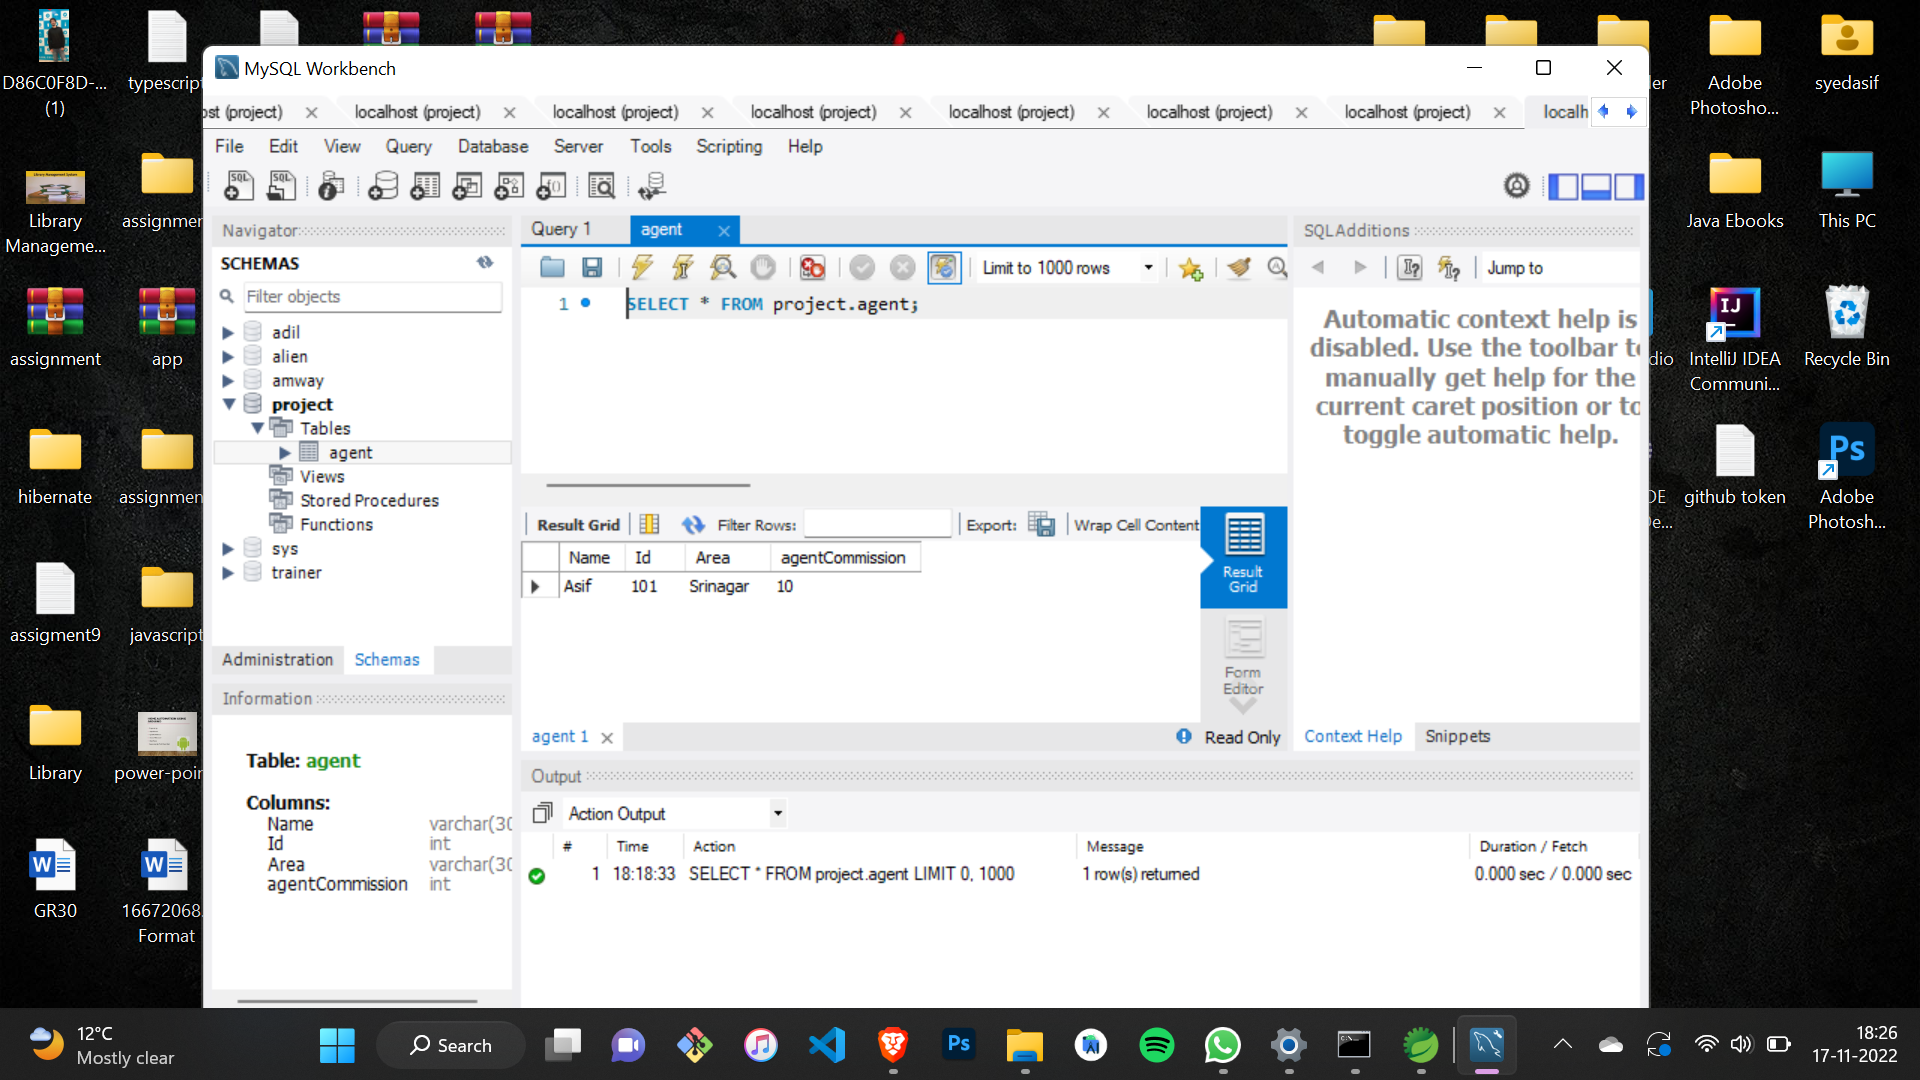 D86C0F8D-...
(1)
typescript
Library
Manageme...
assignmen
assignment
app
hibernate
assignmen
assigment9
javascript
Library
power-poin
GR30
16672068
Format
MySQL Workbench
ost (project)
localhost (project)
localhost (project)
localhost (project)
localhost (project)
localhost (project)
localhost (project)
localh
File Edit View Query Database Server Tools Scripting Help
Navigator
SCHEMAS
Filter objects
adil
alien
amway
project
Tables
agent
Views
Stored Procedures
Functions
sys
trainer
Administration Schemas
Information
Table: agent
Columns:
Name varchar(30
Id int
Area varchar(30
agentCommission int
Query 1 agent
Limit to 1000 rows
1 SELECT * FROM project.agent;
Result Grid Filter Rows: Export: Wrap Cell Content
Name Id Area agentCommission
Asif 101 Srinagar 10
Result
Grid
Form
Editor
agent 1 Read Only
SQLAdditions
Jump to
Automatic context help is
disabled. Use the toolbar to
manually get help for the
current caret position or to
toggle automatic help.
Context Help Snippets
Output
Action Output
# Time Action Message Duration / Fetch
1 18:18:33 SELECT * FROM project.agent LIMIT 0, 1000 1 row(s) returned 0.000 sec / 0.000 sec
ler
Adobe
Photosho...
syedasif
Java Ebooks
This PC
dio
IJ
IntelliJ IDEA
Communi...
Recycle Bin
DE
De...
github token
Ps
Adobe
Photosh...
12°C
Mostly clear
Search
Ps
18:26
17-11-2022